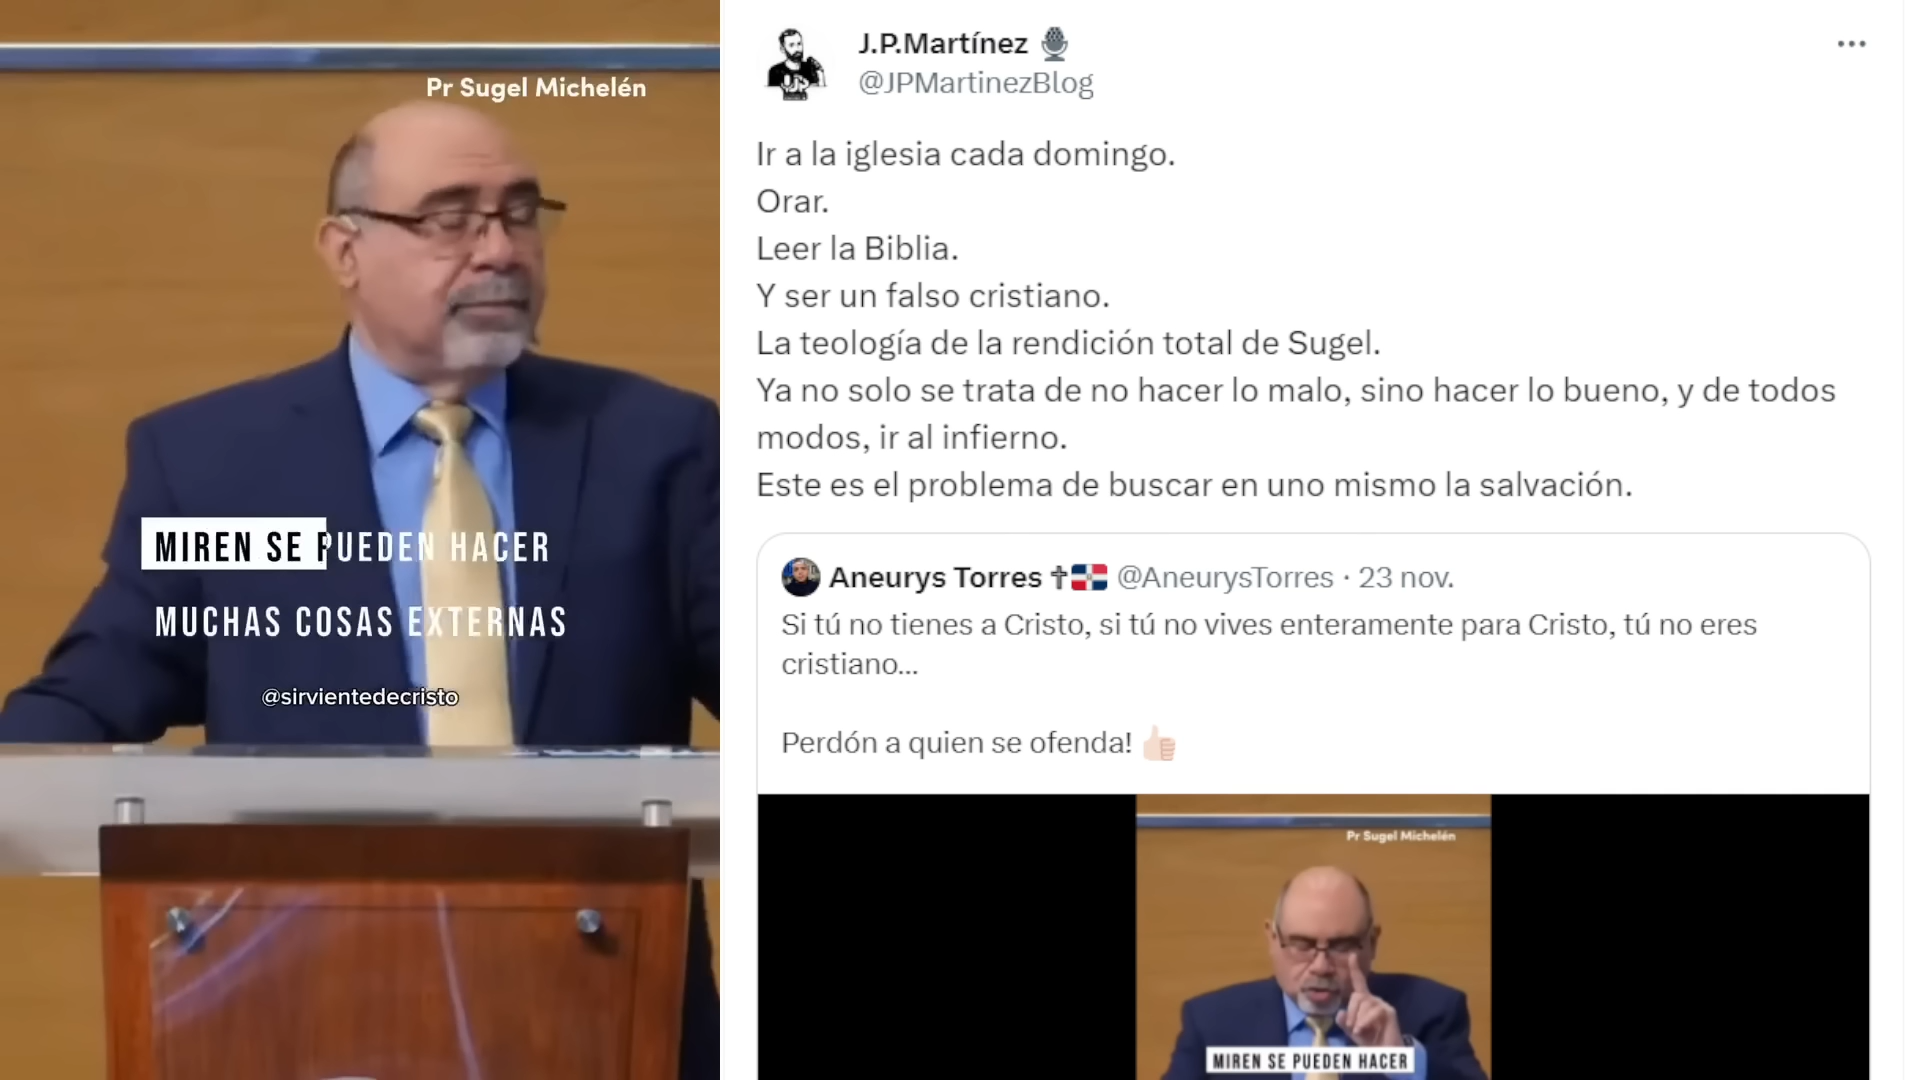 Pr Sugel Michelén
MIREN SE PUEDEN HACER
MUCHAS COSAS EXTERNAS
@sirvientedecristo
J.P.Martínez 🎙️
@JPMartinezBlog
Ir a la iglesia cada domingo.
Orar.
Leer la Biblia.
Y ser un falso cristiano.
La teología de la rendición total de Sugel.
Ya no solo se trata de no hacer lo malo, sino hacer lo bueno, y de todos
modos, ir al infierno.
Este es el problema de buscar en uno mismo la salvación.
Aneurys Torres ✝🇩🇴 @AneurysTorres · 23 nov.
Si tú no tienes a Cristo, si tú no vives enteramente para Cristo, tú no eres
cristiano...
Perdón a quien se ofenda! 👍🏻
Pr Sugel Michelén
MIREN SE PUEDEN HACER